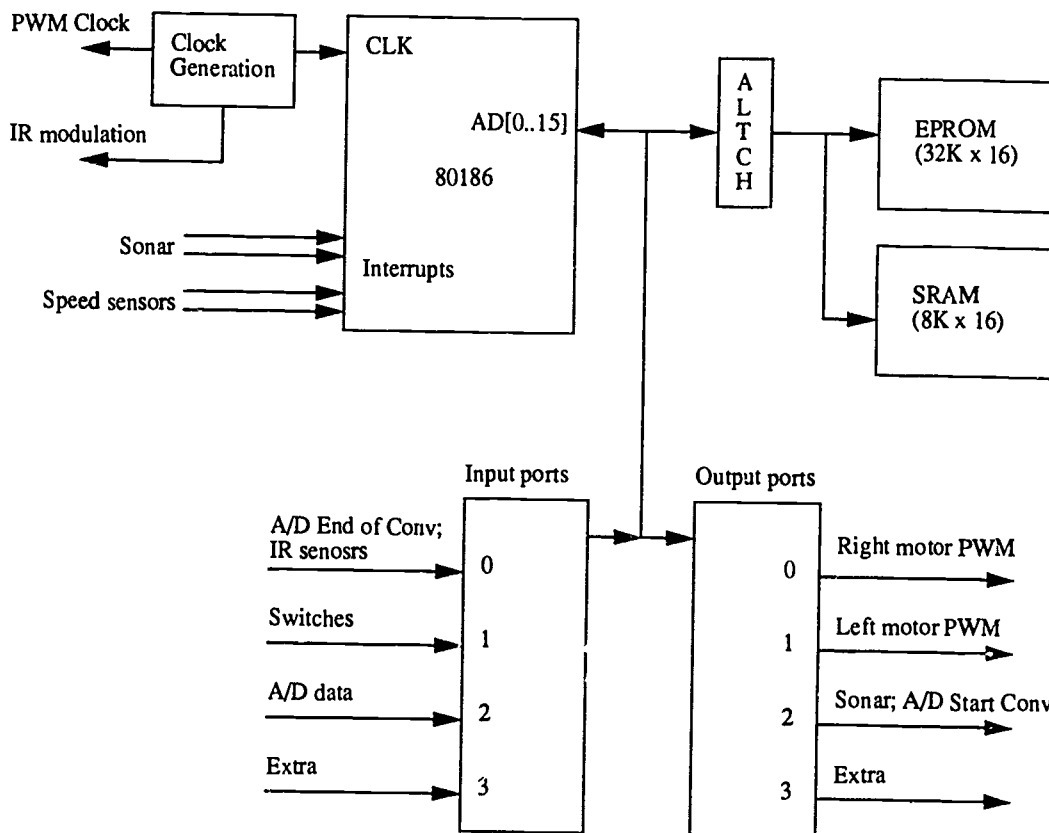 PWM Clock
Clock
Generation
CLK
IR modulation
AD[0..15]
80186
A
L
T
C
H
EPROM
(32K x 16)
Sonar
Interrupts
Speed sensors
SRAM
(8K x 16)
Input ports
Output ports
A/D End of Conv;
IR senosrs
0
Switches
1
A/D data
2
Extra
3
0
Right motor PWM
1
Left motor PWM
2
Sonar; A/D Start Conv
3
Extra